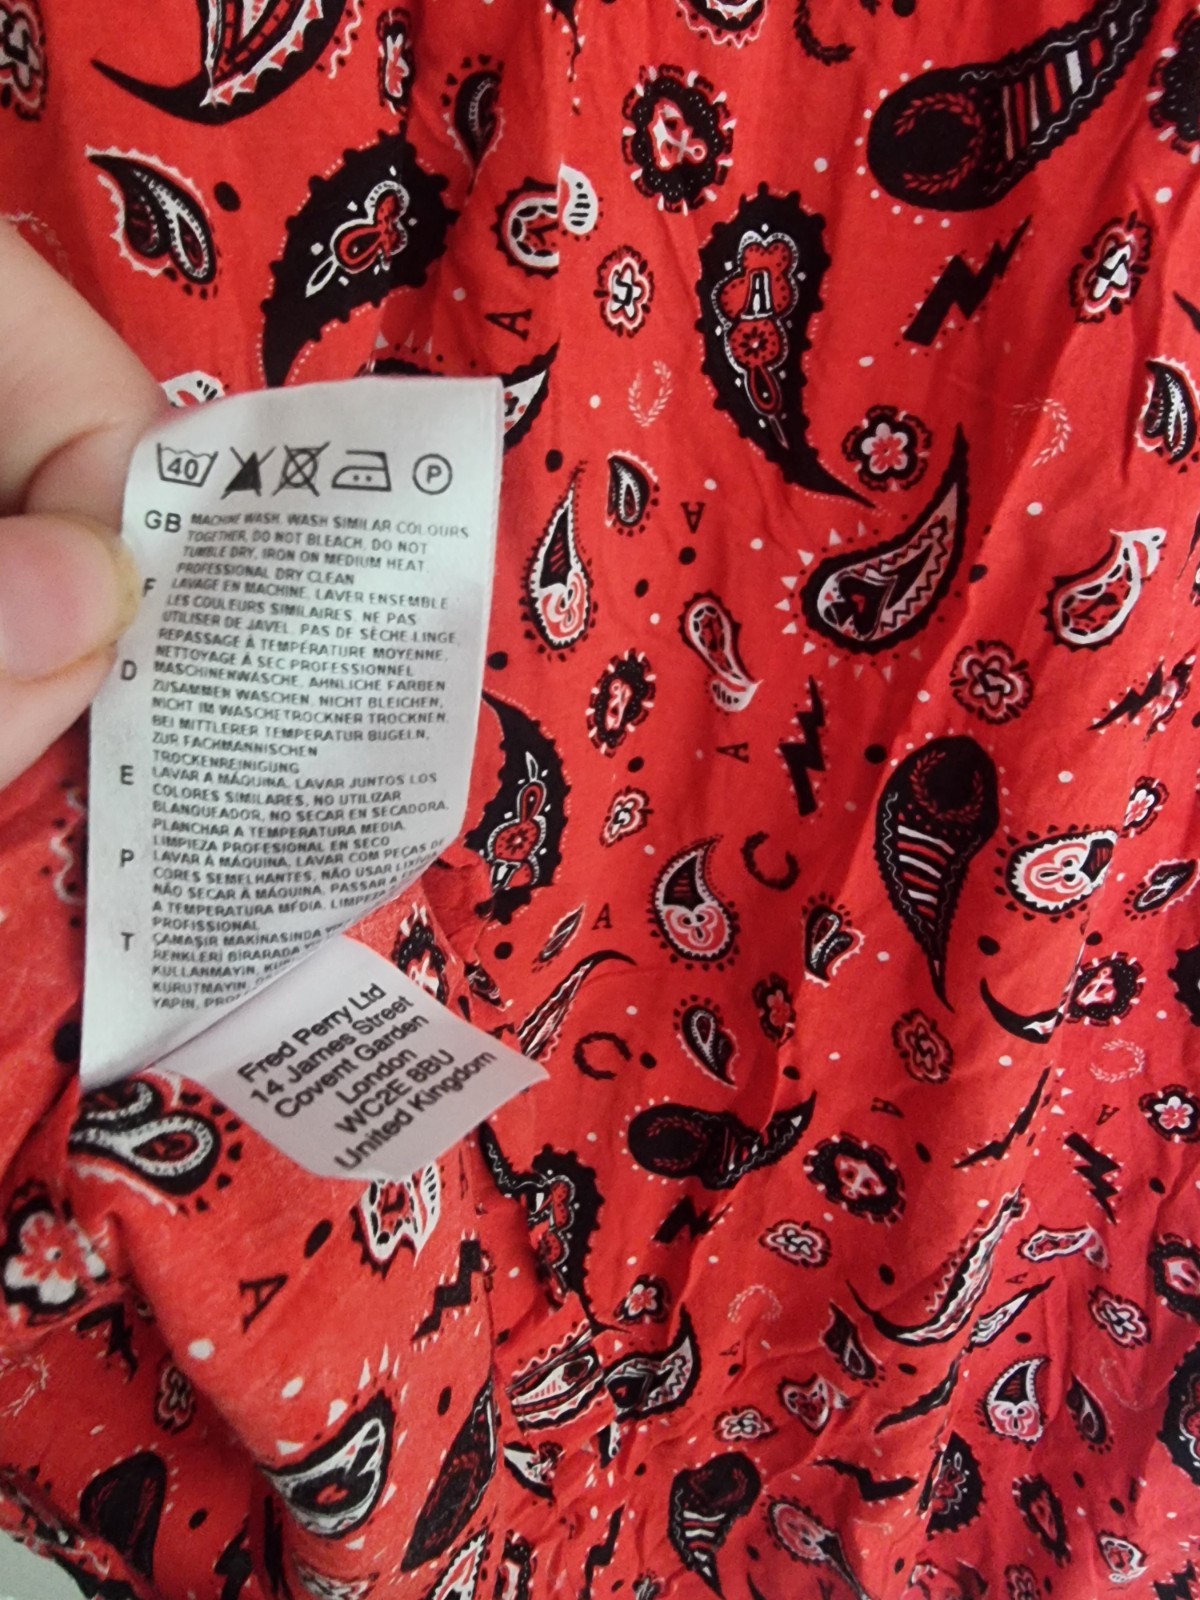 40
P
GB MACHINE WASH. WASH SIMILAR COLOURS
TOGETHER, DO NOT BLEACH, DO NOT
TUMBLE DRY, IRON ON MEDIUM HEAT.
PROFESSIONAL DRY CLEAN
F LAVAGE EN MACHINE, LAVER ENSEMBLE
LES COULEURS SIMILAIRES. NE PAS
UTILISER DE JAVEL. PAS DE SÈCHE-LINGE.
REPASSAGE À TEMPÉRATURE MOYENNE.
NETTOYAGE À SEC PROFESSIONNEL
D MASCHINENWÄSCHE, ÄHNLICHE FARBEN
ZUSAMMEN WASCHEN, NICHT BLEICHEN,
NICHT IM WÄSCHETROCKNER TROCKNEN.
BEI MITTLERER TEMPERATUR BÜGELN.
ZUR FACHMÄNNISCHEN
TROCKENREINIGUNG
E LAVAR A MÁQUINA, LAVAR JUNTOS LOS
COLORES SIMILARES, NO UTILIZAR
BLANQUEADOR, NO SECAR EN SECADORA.
PLANCHAR A TEMPERATURA MEDIA.
LIMPIEZA PROFESIONAL EN SECO
P LAVAR À MÁQUINA, LAVAR COM PEÇAS DE
CORES SEMELHANTES, NÃO USAR LIXÍVIA
NÃO SECAR À MÁQUINA, PASSAR A
A TEMPERATURA MÉDIA. LIMPEZA
PROFISSIONAL
T ÇAMAŞIR MAKİNASINDA
RENKLERİ BİRARADA
KULLANMAYIN,
KURUTMAYIN,
YAPIN,
Fred Perry Ltd
14 James Street
Covent Garden
London
WC2E 8BU
United Kingdom